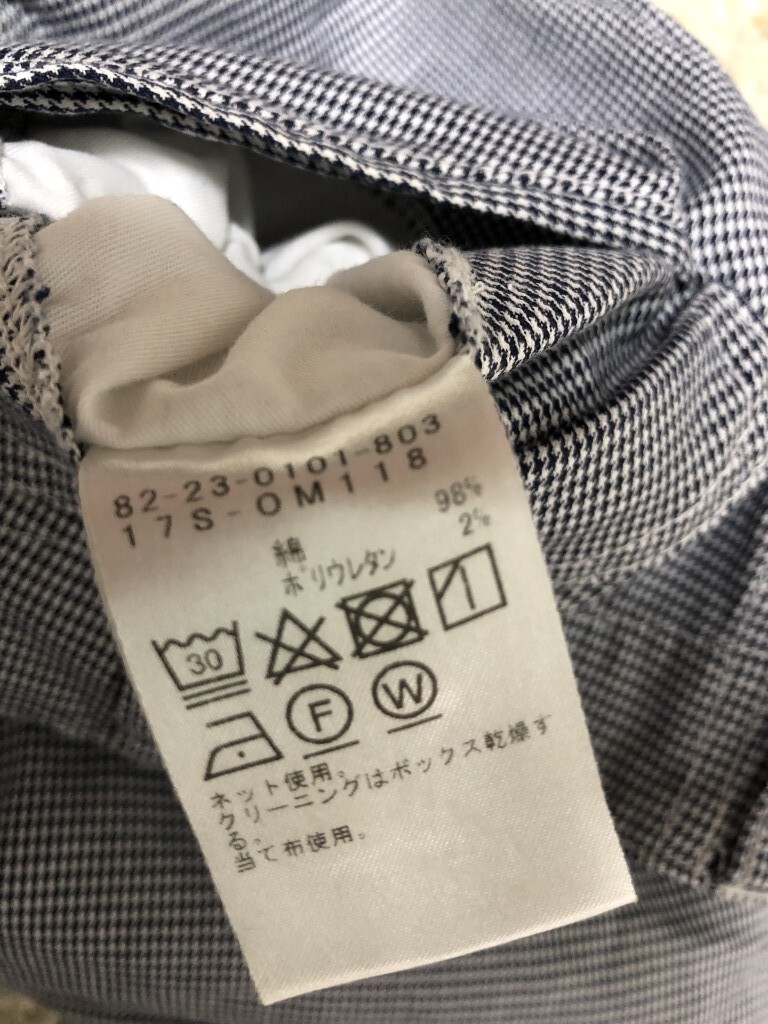 82-23-0101-803
17S-OM118
綿 98%
ポリウレタン 2%
30
F W
ネット使用。
クリーニングはボックス乾燥す
る。
当て布使用。